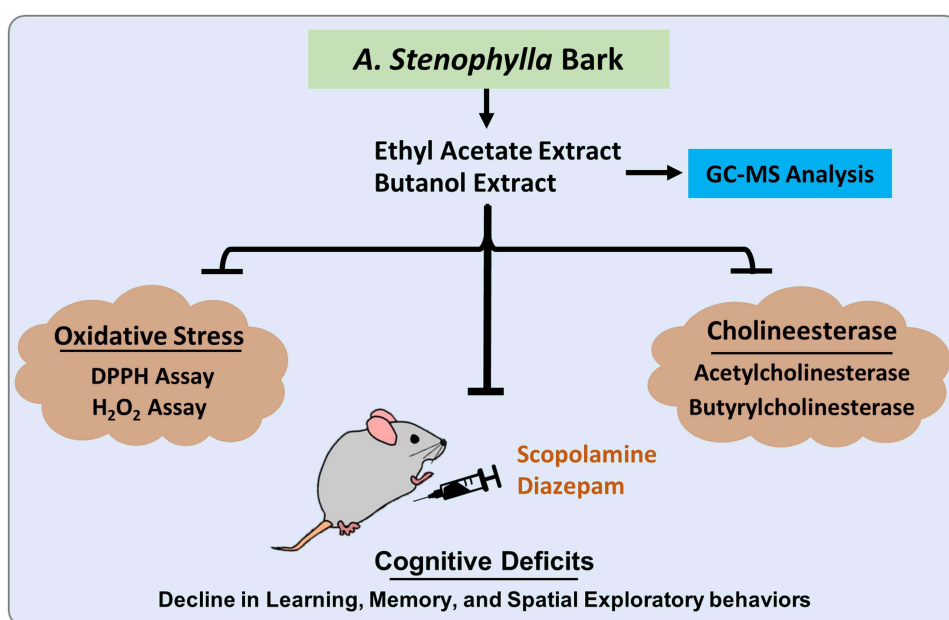 A. Stenophylla Bark
Ethyl Acetate Extract
Butanol Extract
GC-MS Analysis
Oxidative Stress
DPPH Assay
H₂O₂ Assay
Cholineesterase
Acetylcholinesterase
Butyrylcholinesterase
Scopolamine
Diazepam
Cognitive Deficits
Decline in Learning, Memory, and Spatial Exploratory behaviors